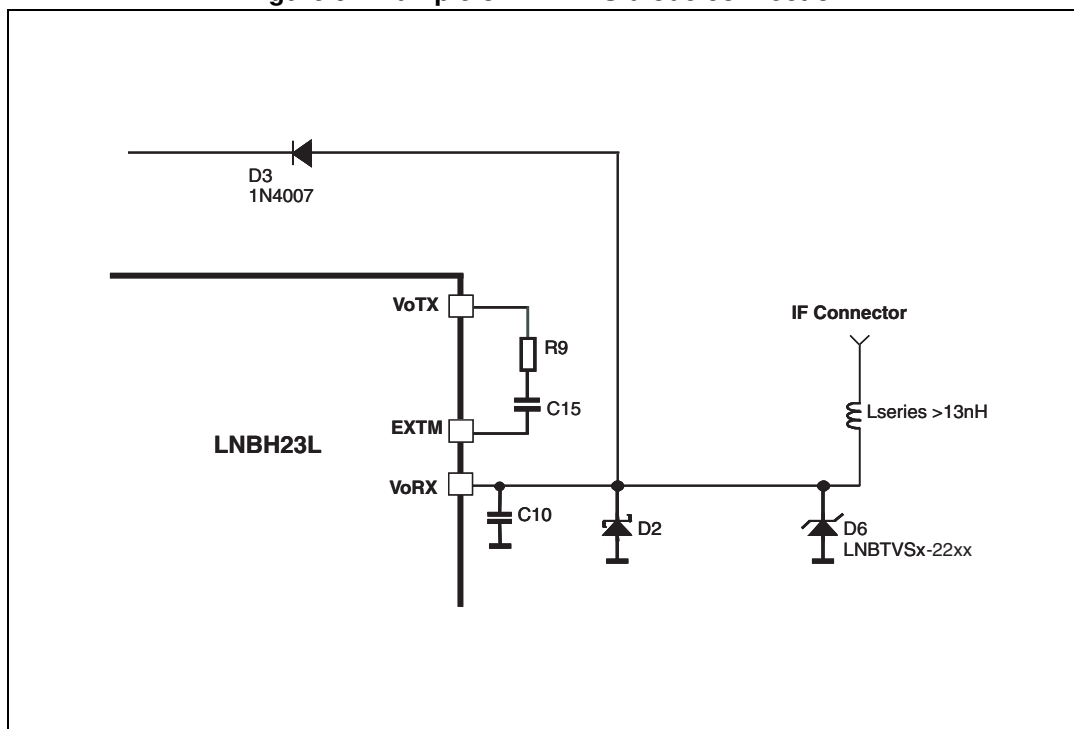 D3
1N4007
VoTX
R9
IF Connector
C15
Lseries >13nH
EXTM
LNBH23L
VoRX
C10
D2
D6
LNBTVSx-22xx